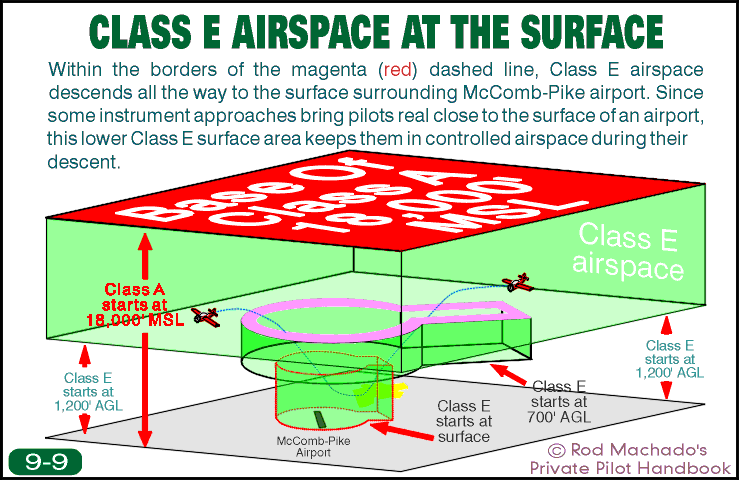 CLASS E AIRSPACE AT THE SURFACE
Within the borders of the magenta (red) dashed line, Class E airspace
descends all the way to the surface surrounding McComb-Pike airport. Since
some instrument approaches bring pilots real close to the surface of an airport,
this lower Class E surface area keeps them in controlled airspace during their
descent.
Base Of
Class A
18,000'
MSL
Class E
airspace
Class A
starts at
18,000' MSL
Class E
starts at
1,200' AGL
Class E
starts at
1,200' AGL
Class E
starts at
700' AGL
Class E
starts at
surface
McComb-Pike
Airport
9-9
© Rod Machado's
Private Pilot Handbook